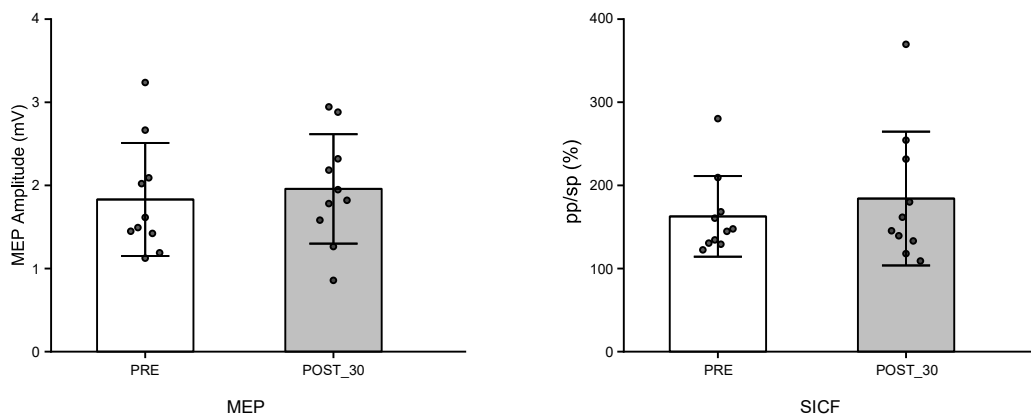 MEP Amplitude (mV)
4
3
2
1
0
PRE
POST_30
MEP
pp/sp (%)
400
300
200
100
0
PRE
POST_30
SICF